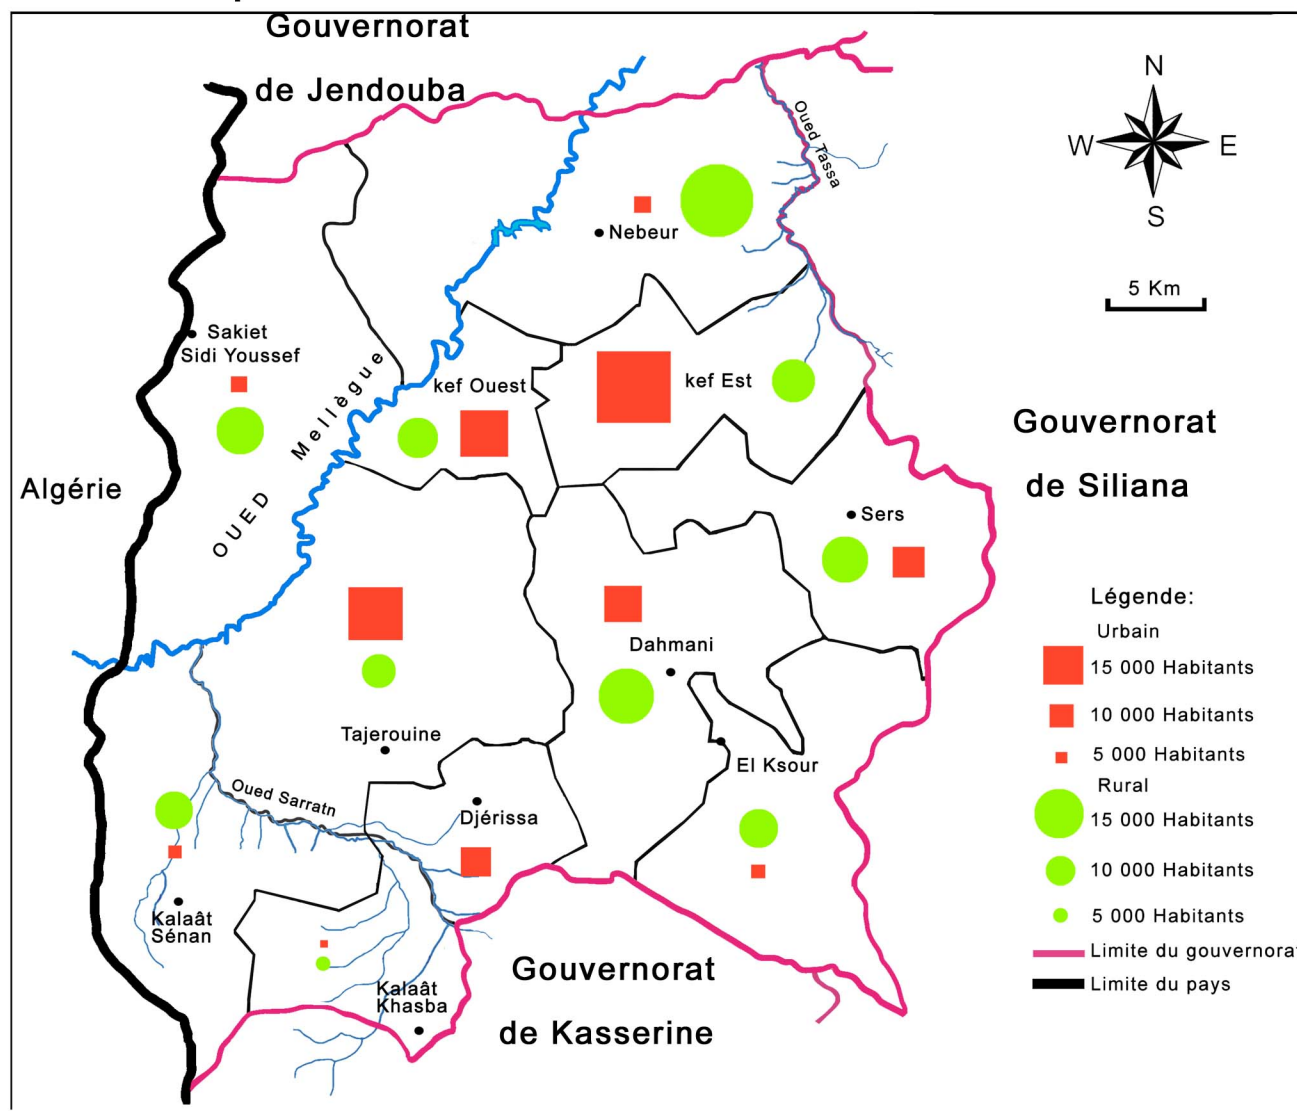 Gouvernorat
de Jendouba
N
W
E
S
5 Km
Oued Tassa
Nebeur
Sakiet
Sidi Youssef
OUED Mellègue
kef Ouest
kef Est
Algérie
Gouvernorat
de Siliana
Sers
Dahmani
Tajerouine
El Ksour
Oued Sarratn
Djérissa
Kalaât
Sénan
Kalaât
Khasba
Gouvernorat
de Kasserine
Légende:
Urbain
15 000 Habitants
10 000 Habitants
5 000 Habitants
Rural
15 000 Habitants
10 000 Habitants
5 000 Habitants
Limite du gouvernorat
Limite du pays